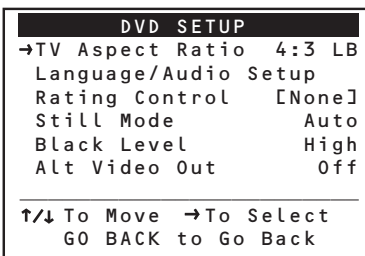 DVD SETUP
→TV Aspect Ratio 4:3 LB
Language/Audio Setup
Rating Control [None]
Still Mode Auto
Black Level High
Alt Video Out Off
↑/↓ To Move →To Select
GO BACK to Go Back